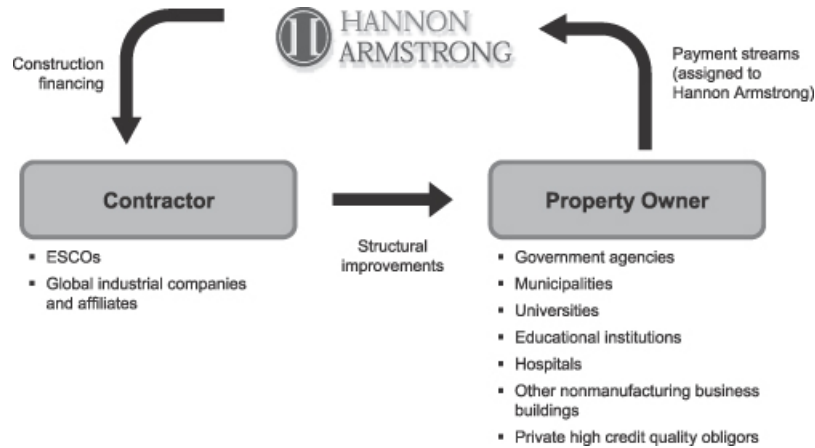 HANNON
ARMSTRONG
Construction
financing
Payment streams
(assigned to
Hannon Armstrong)
Contractor
Property Owner
Structural
improvements
▪ ESCOs
▪ Global industrial companies
and affiliates
▪ Government agencies
▪ Municipalities
▪ Universities
▪ Educational institutions
▪ Hospitals
▪ Other nonmanufacturing business
buildings
▪ Private high credit quality obligors